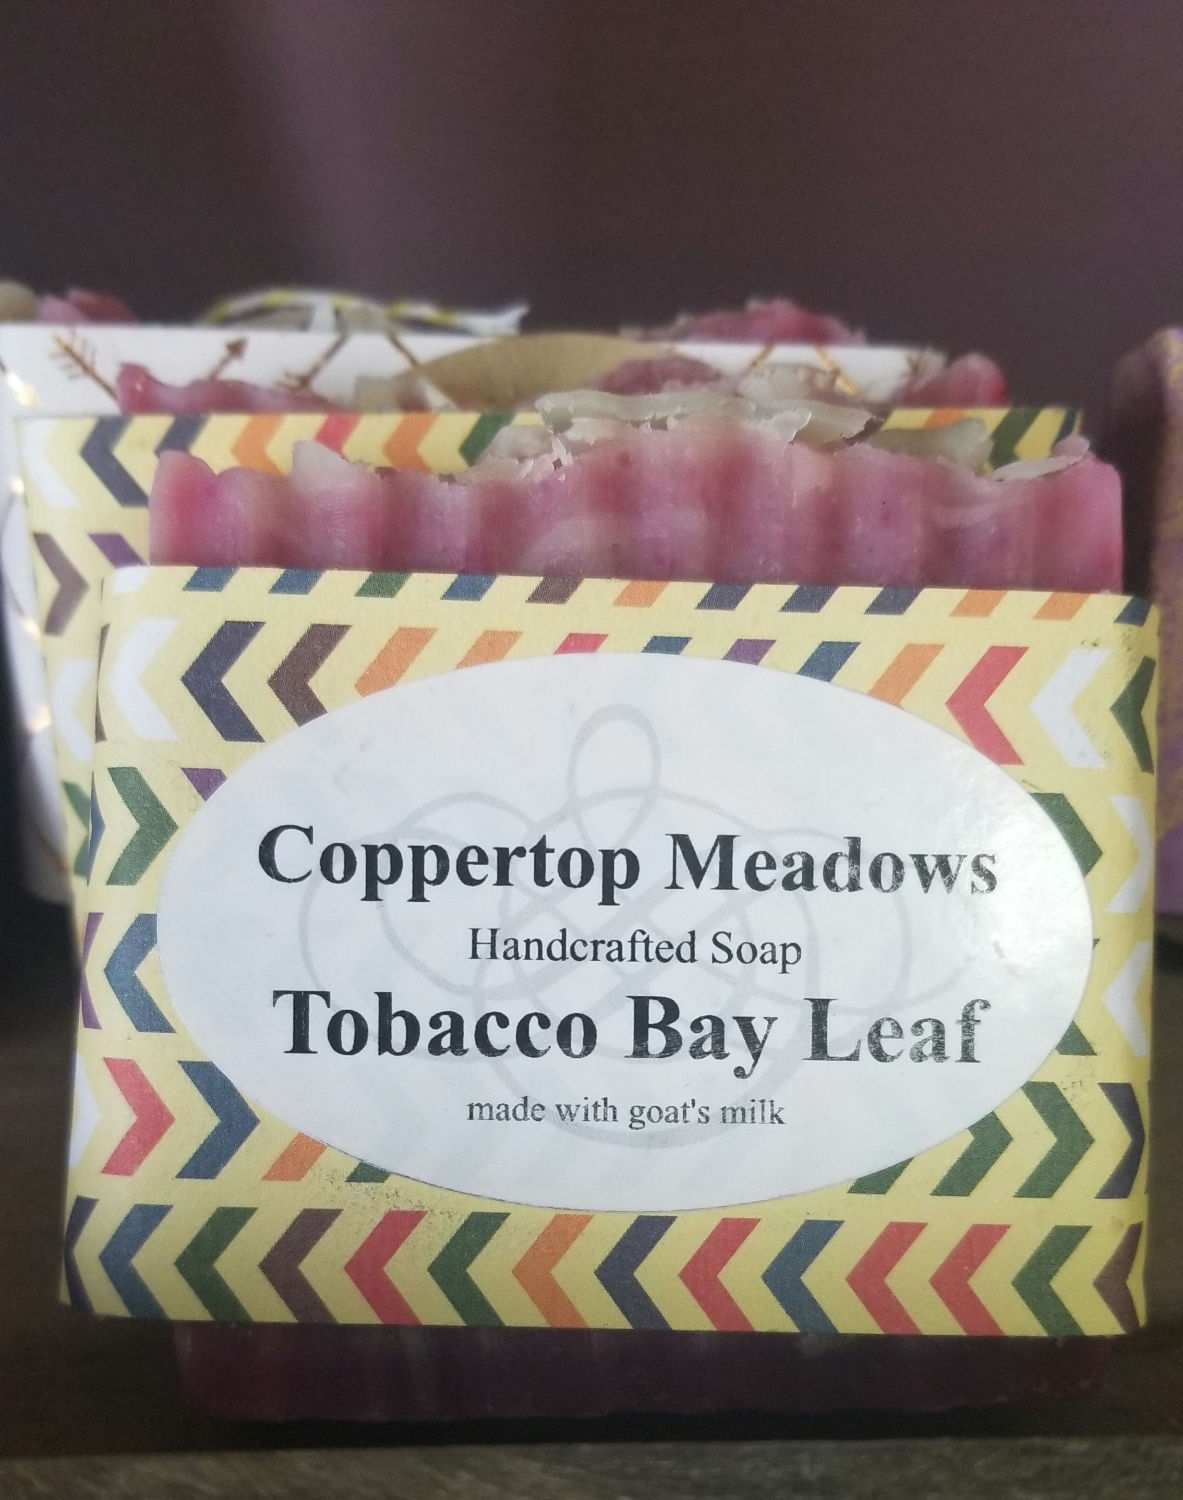 Coppertop Meadows
Handcrafted Soap
Tobacco Bay Leaf
made with goat's milk